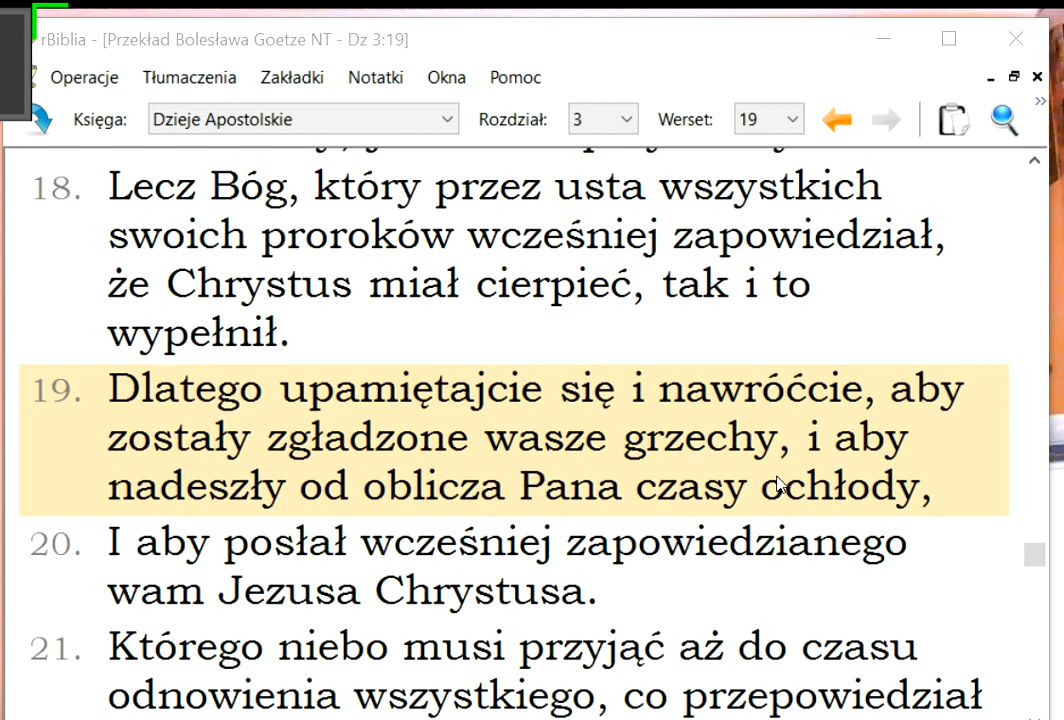 rBiblia - [Przekład Bolesława Goetze NT - Dz 3:19]
Operacje Tłumaczenia Zakładki Notatki Okna Pomoc
Księga: Dzieje Apostolskie Rozdział: 3 Werset: 19
18. Lecz Bóg, który przez usta wszystkich
swoich proroków wcześniej zapowiedział,
że Chrystus miał cierpieć, tak i to
wypełnił.
19. Dlatego upamiętajcie się i nawróćcie, aby
zostały zgładzone wasze grzechy, i aby
nadeszły od oblicza Pana czasy ochłody,
20. I aby posłał wcześniej zapowiedzianego
wam Jezusa Chrystusa.
21. Którego niebo musi przyjąć aż do czasu
odnowienia wszystkiego, co przepowiedział